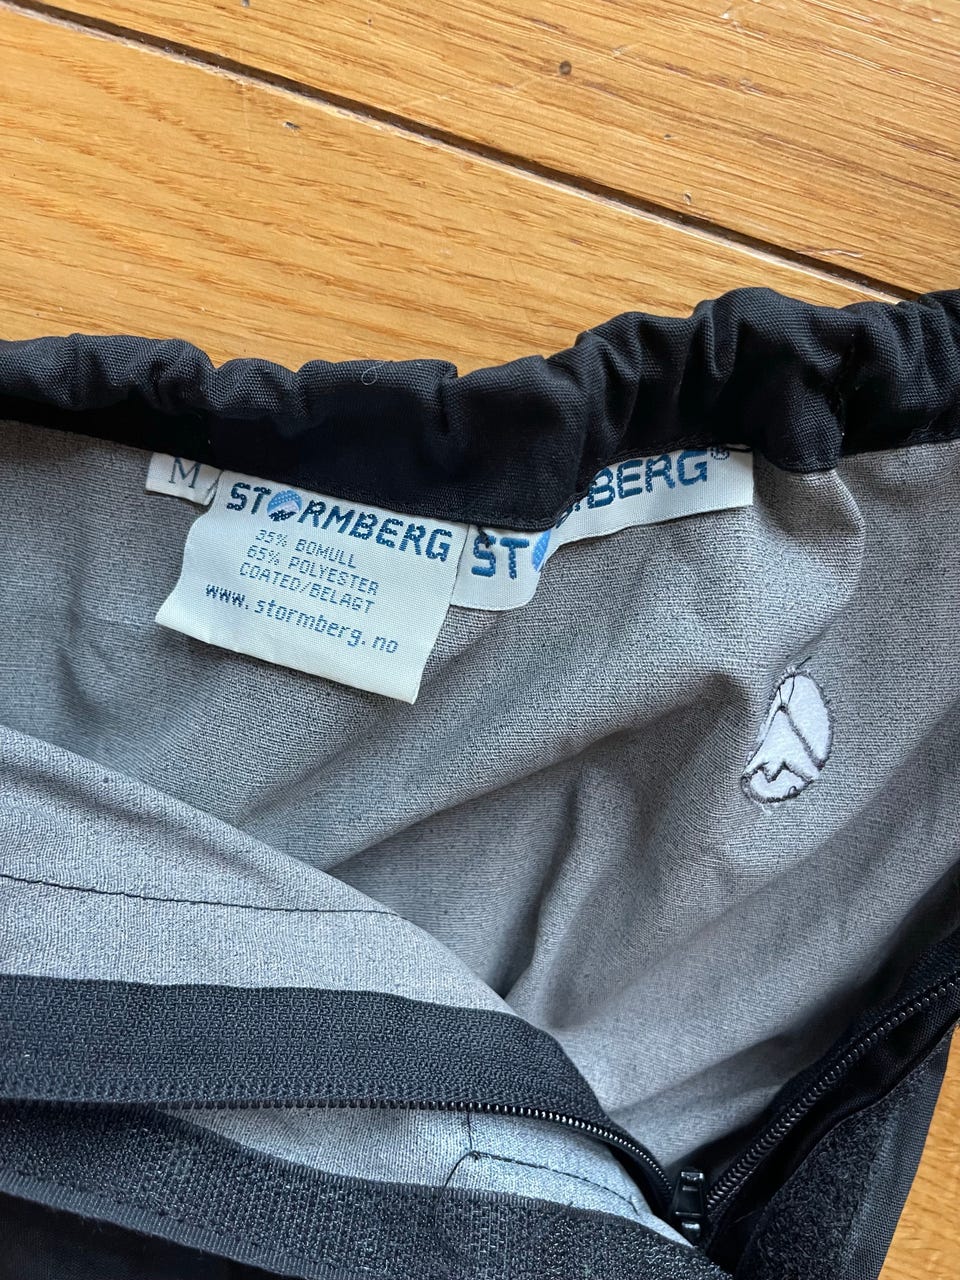 M
STORMBERG
35% BOMULL
65% POLYESTER
COATED/BELAGT
www.stormberg.no
ST BERG®